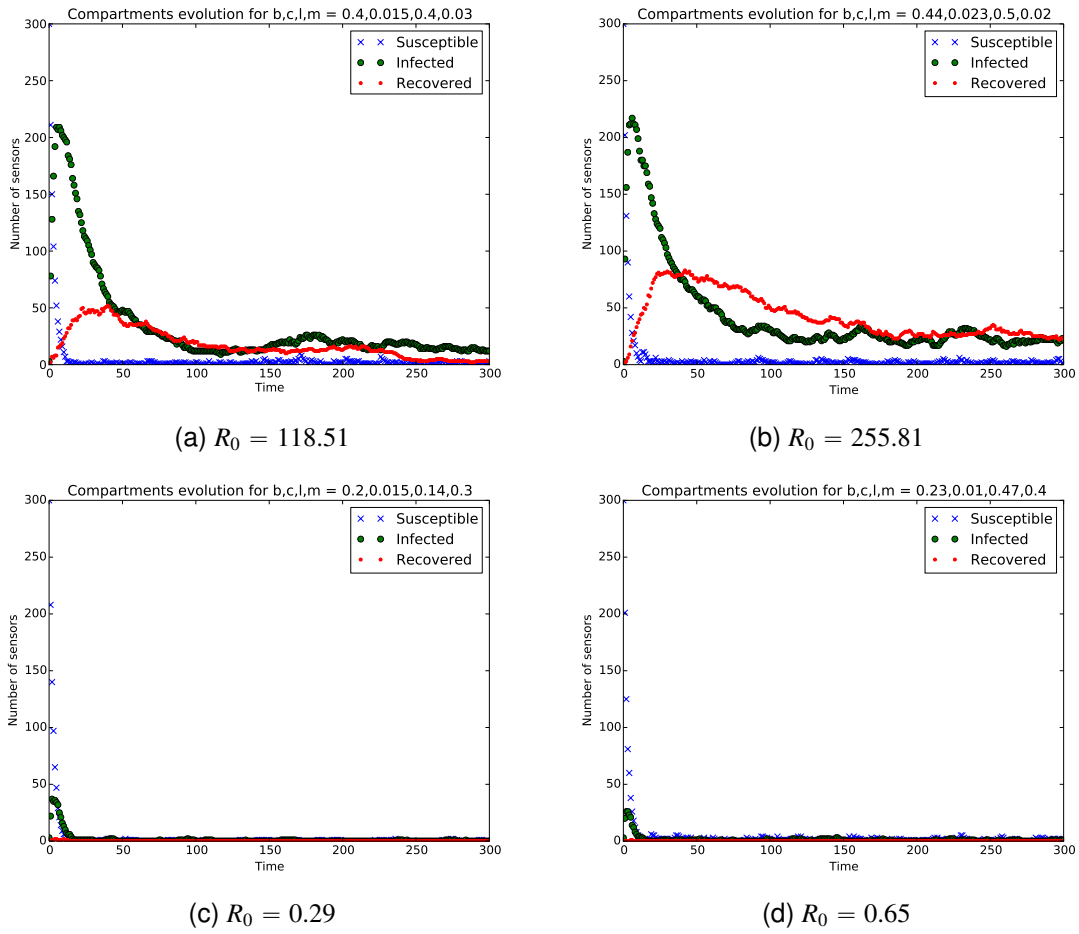 Compartments evolution for b,c,l,m = 0.4,0.015,0.4,0.03
Susceptible
Infected
Recovered
Number of sensors
300
250
200
150
100
50
0
0 50 100 150 200 250 300
Time
(a) R₀ = 118.51
Compartments evolution for b,c,l,m = 0.44,0.023,0.5,0.02
Susceptible
Infected
Recovered
Number of sensors
300
250
200
150
100
50
0
0 50 100 150 200 250 300
Time
(b) R₀ = 255.81
Compartments evolution for b,c,l,m = 0.2,0.015,0.14,0.3
Susceptible
Infected
Recovered
Number of sensors
300
250
200
150
100
50
0
0 50 100 150 200 250 300
Time
(c) R₀ = 0.29
Compartments evolution for b,c,l,m = 0.23,0.01,0.47,0.4
Susceptible
Infected
Recovered
Number of sensors
300
250
200
150
100
50
0
0 50 100 150 200 250 300
Time
(d) R₀ = 0.65